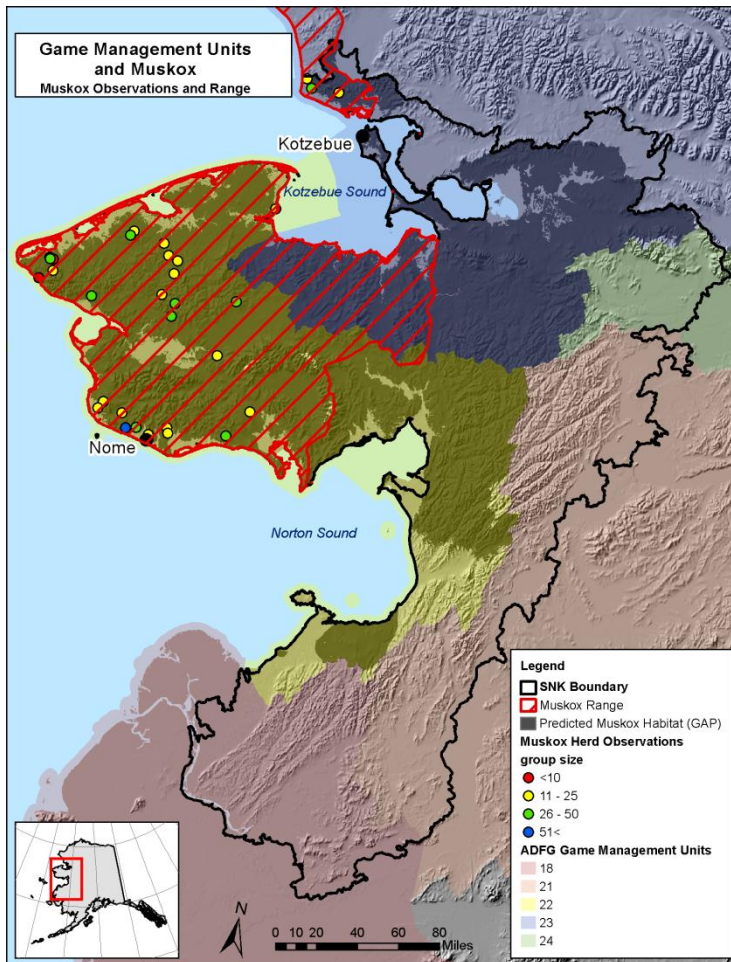 Game Management Units
and Muskox
Muskox Observations and Range
Kotzebue
Kotzebue Sound
Nome
Norton Sound
Legend
SNK Boundary
Muskox Range
Predicted Muskox Habitat (GAP)
Muskox Herd Observations
group size
<10
11 - 25
26 - 50
51<
ADFG Game Management Units
18
21
22
23
24
N
0 10 20 40 60 80
Miles